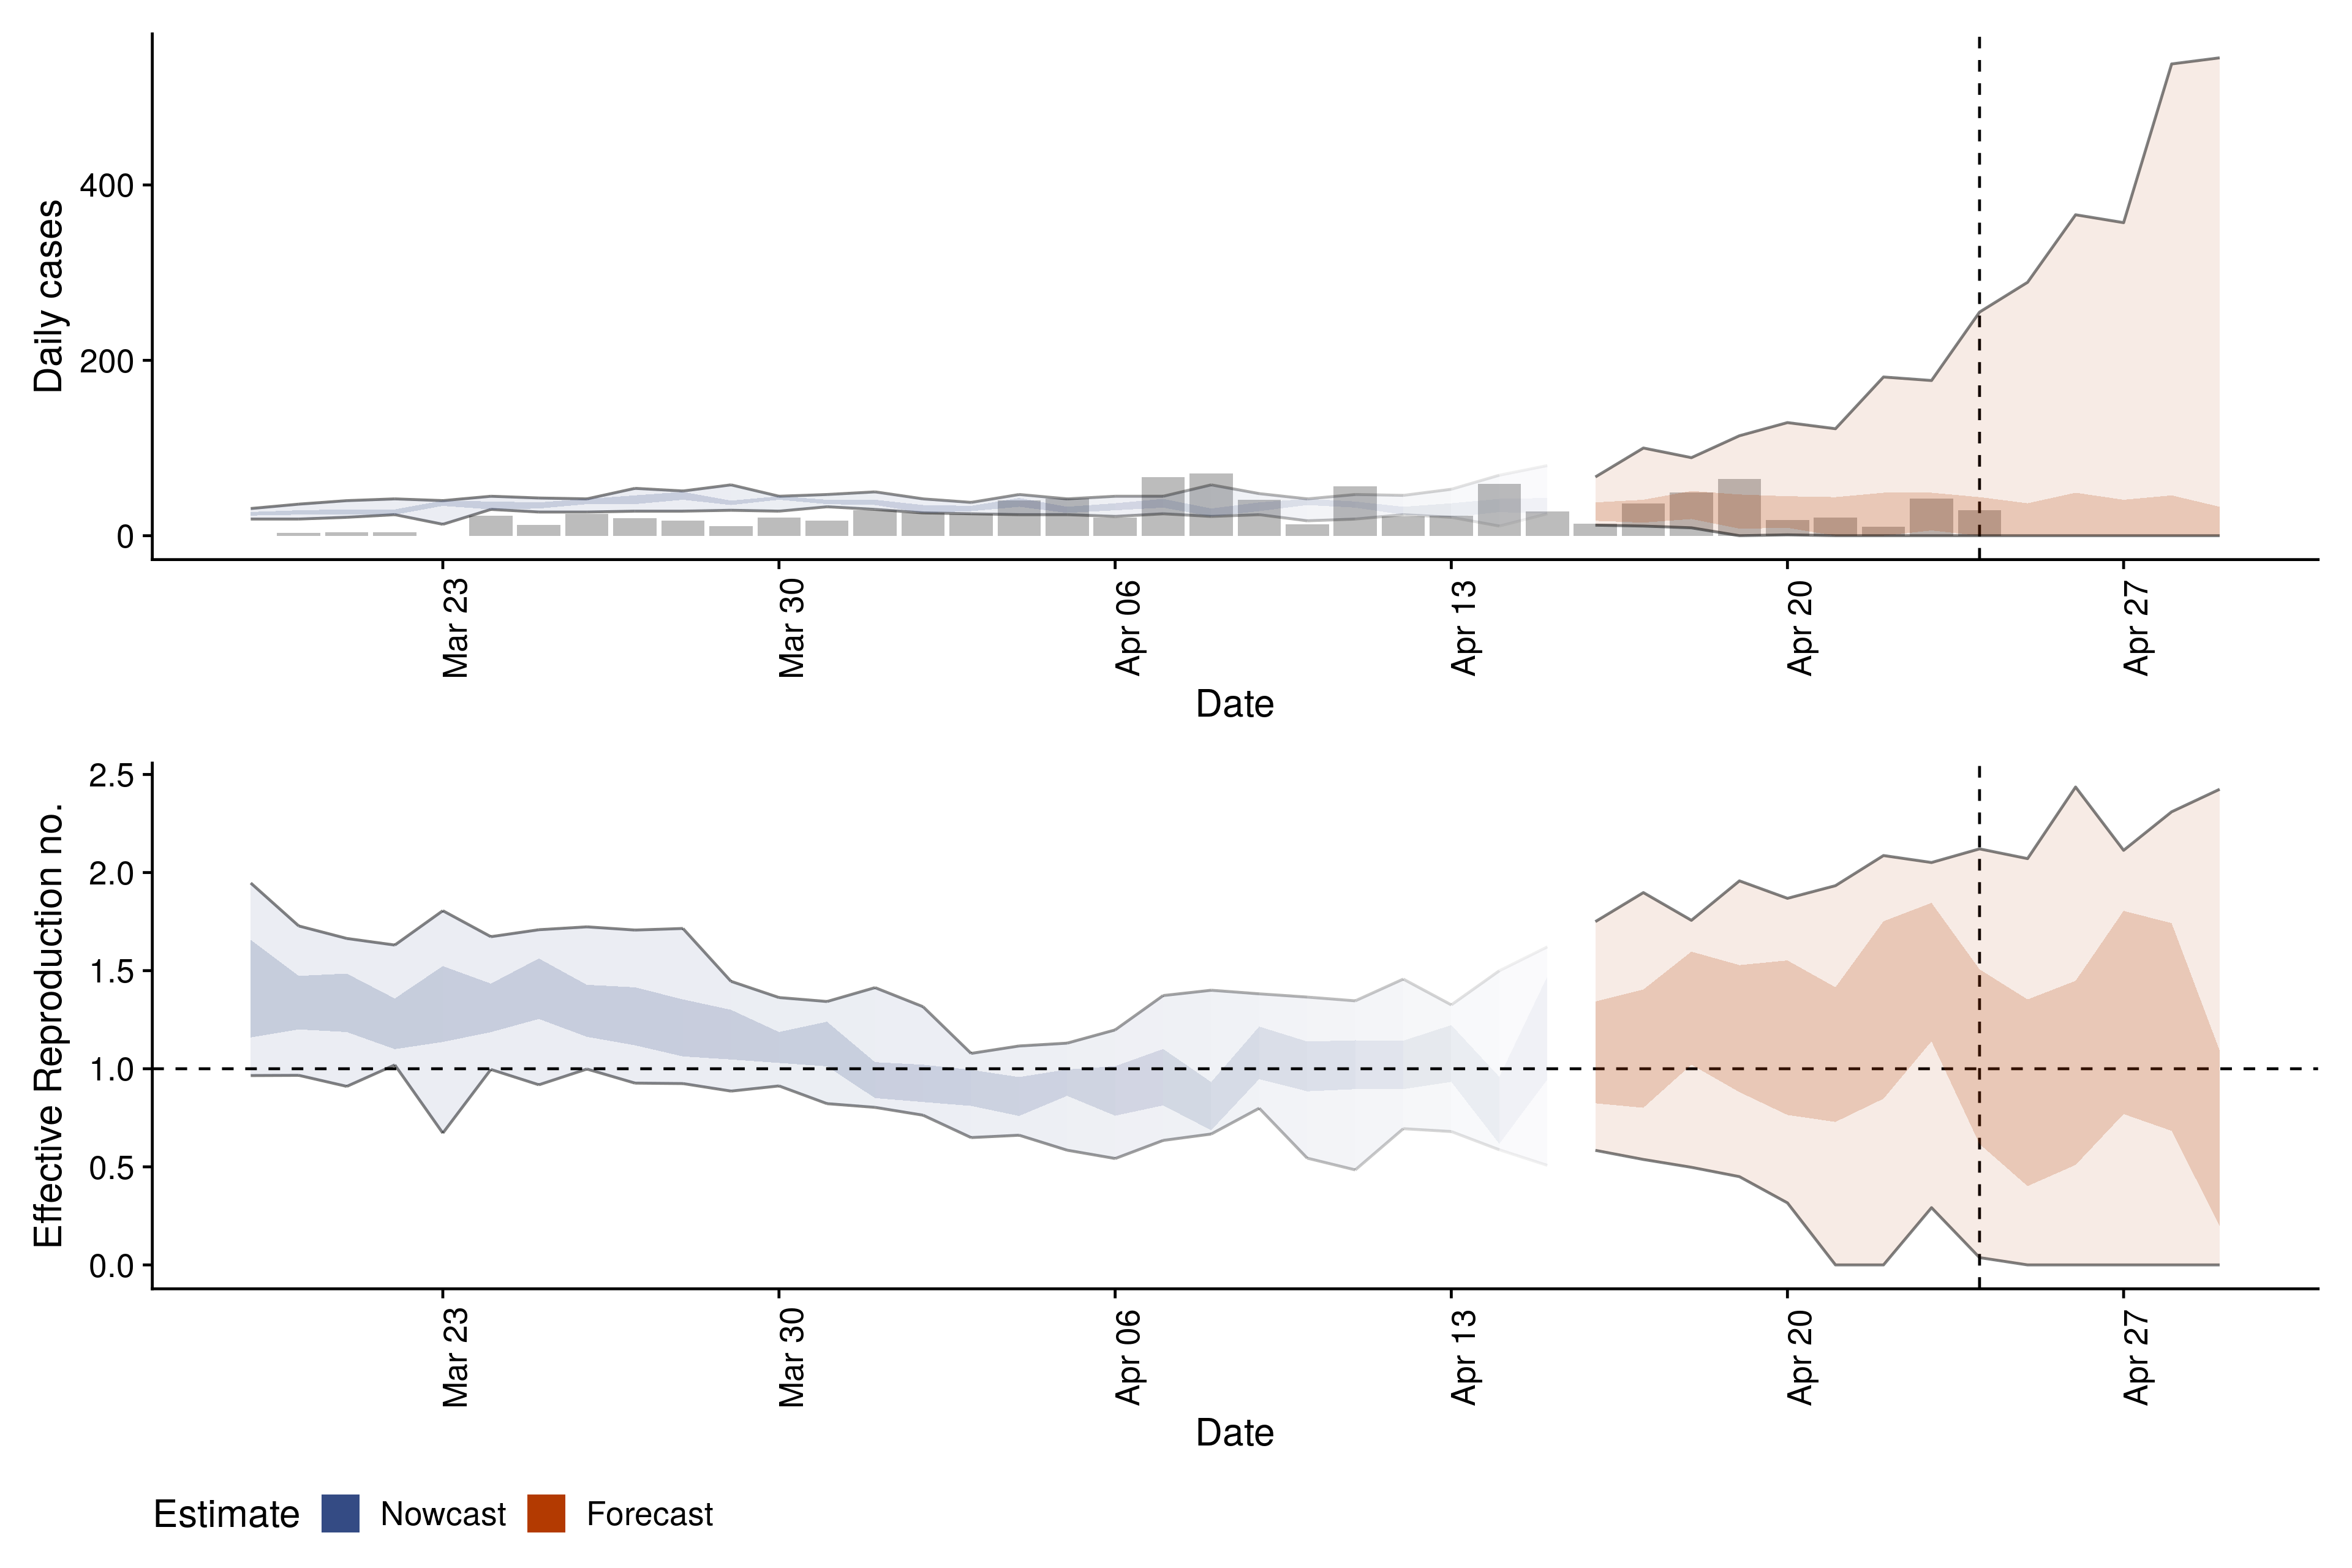 Daily cases
400
200
0
Mar 23
Mar 30
Apr 06
Apr 13
Apr 20
Apr 27
Date
Effective Reproduction no.
2.5
2.0
1.5
1.0
0.5
0.0
Mar 23
Mar 30
Apr 06
Apr 13
Apr 20
Apr 27
Date
Estimate Nowcast Forecast